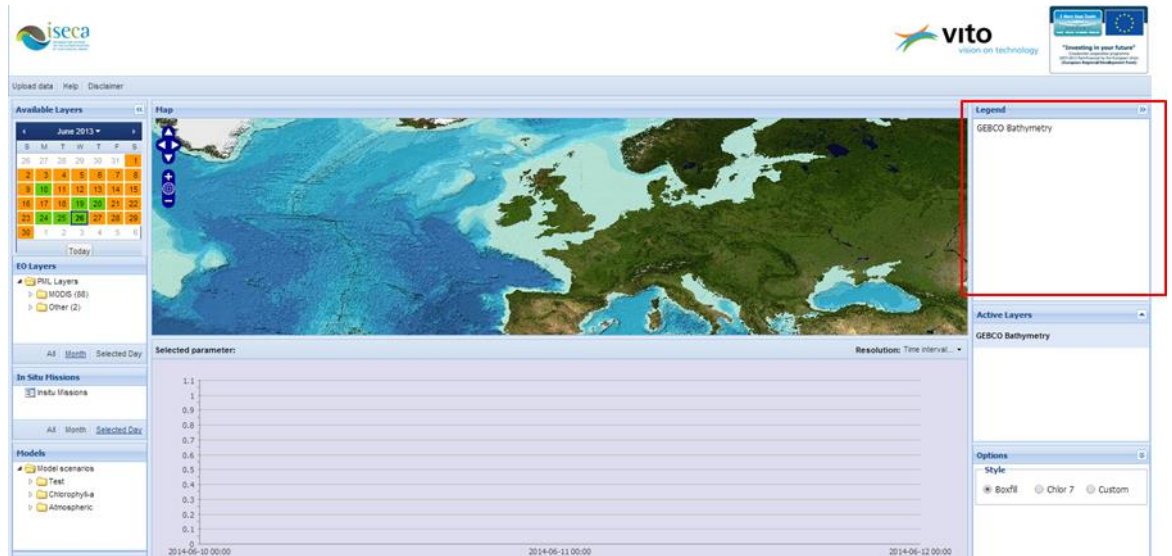 iseca
vito
vision on technology
2 Mers Seas Zeeën
"Investing in your future"
Upload data Help Disclaimer
Available Layers
June 2013
S M T W T F S
26 27 28 29 30 31 1
2 3 4 5 6 7 8
9 10 11 12 13 14 15
16 17 18 19 20 21 22
23 24 25 26 27 28 29
30 1 2 3 4 5 6
Today
EO Layers
PML Layers
MODIS (88)
Other (2)
All Month Selected Day
In Situ Missions
Insitu Missions
All Month Selected Day
Models
Model scenarios
Test
Chlorophyll-a
Atmospheric
Map
Selected parameter: Resolution: Time interval...
1.1
1
0.9
0.8
0.7
0.6
0.5
0.4
0.3
0.2
0.1
0
2014-06-10 00:00 2014-06-11 00:00 2014-06-12 00:00
Legend
GEBCO Bathymetry
Active Layers
GEBCO Bathymetry
Options
Style
Boxfill Chlor 7 Custom